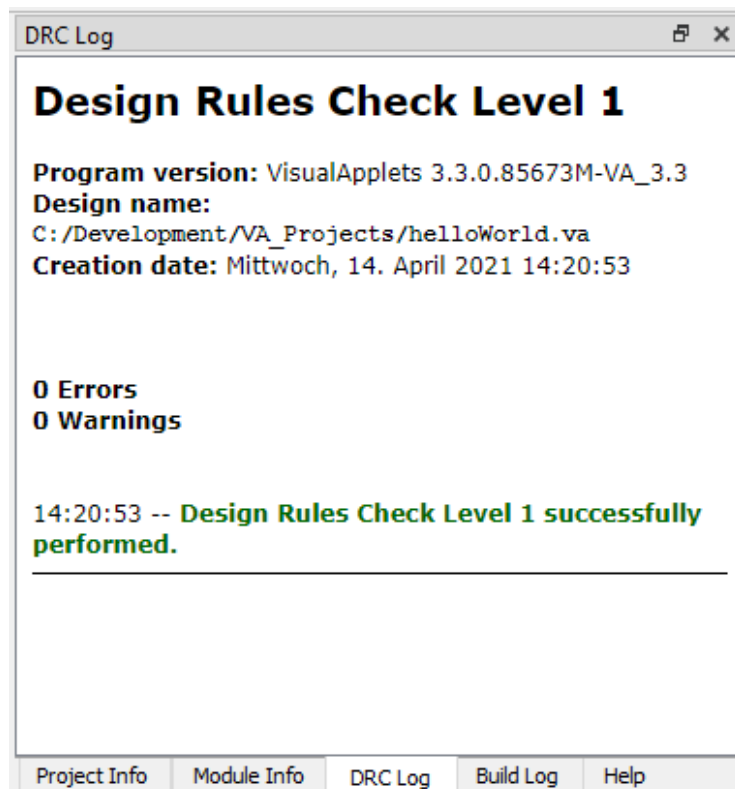 DRC Log
Design Rules Check Level 1
Program version: VisualApplets 3.3.0.85673M-VA_3.3
Design name:
C:/Development/VA_Projects/helloWorld.va
Creation date: Mittwoch, 14. April 2021 14:20:53
0 Errors
0 Warnings
14:20:53 -- Design Rules Check Level 1 successfully
performed.
Project Info Module Info DRC Log Build Log Help